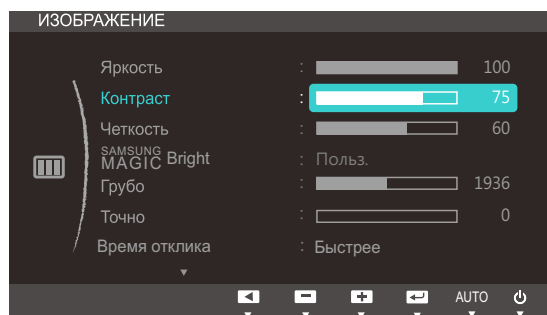 ИЗОБРАЖЕНИЕ
Яркость : 100
Контраст : 75
Четкость : 60
SAMSUNG MAGIC Bright : Польз.
Грубо : 1936
Точно : 0
Время отклика : Быстрее
AUTO